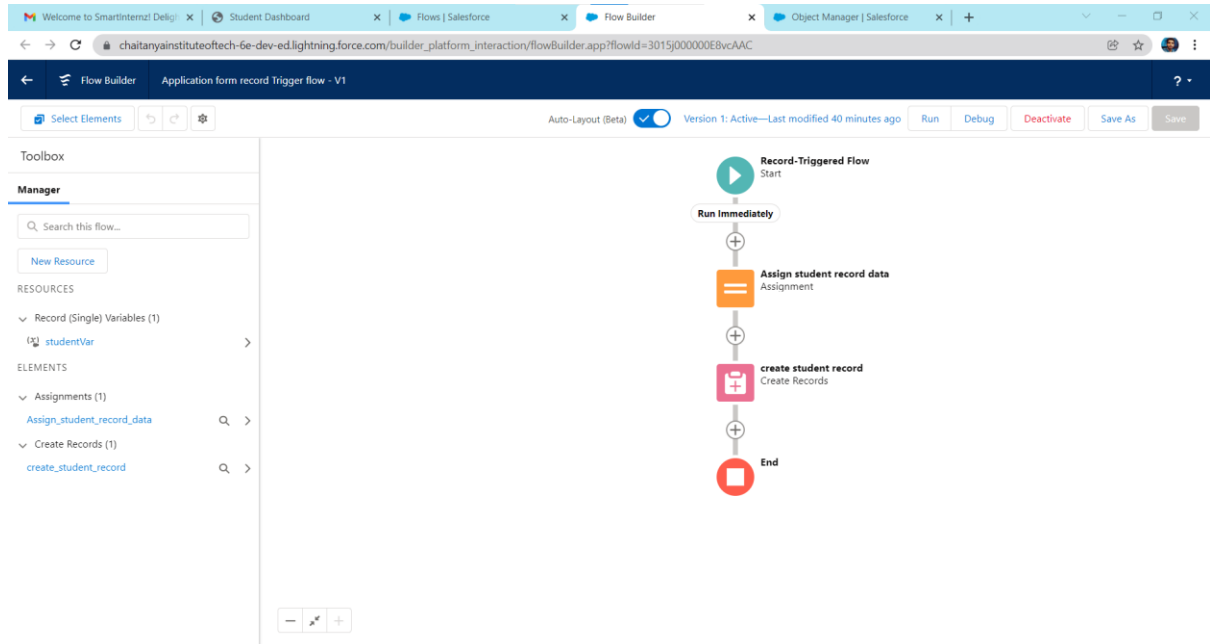 Welcome to SmartInternz! Deligh
Student Dashboard
Flows | Salesforce
Flow Builder
Object Manager | Salesforce
chaitanyainstituteoftech-6e-dev-ed.lightning.force.com/builder_platform_interaction/flowBuilder.app?flowId=3015j000000E8vcAAC
Flow Builder
Application form record Trigger flow - V1
?
Select Elements
Auto-Layout (Beta)
Version 1: Active—Last modified 40 minutes ago
Run
Debug
Deactivate
Save As
Save
Toolbox
Manager
Search this flow...
New Resource
RESOURCES
Record (Single) Variables (1)
studentVar
ELEMENTS
Assignments (1)
Assign_student_record_data
Create Records (1)
create_student_record
Record-Triggered Flow
Start
Run Immediately
Assign student record data
Assignment
create student record
Create Records
End